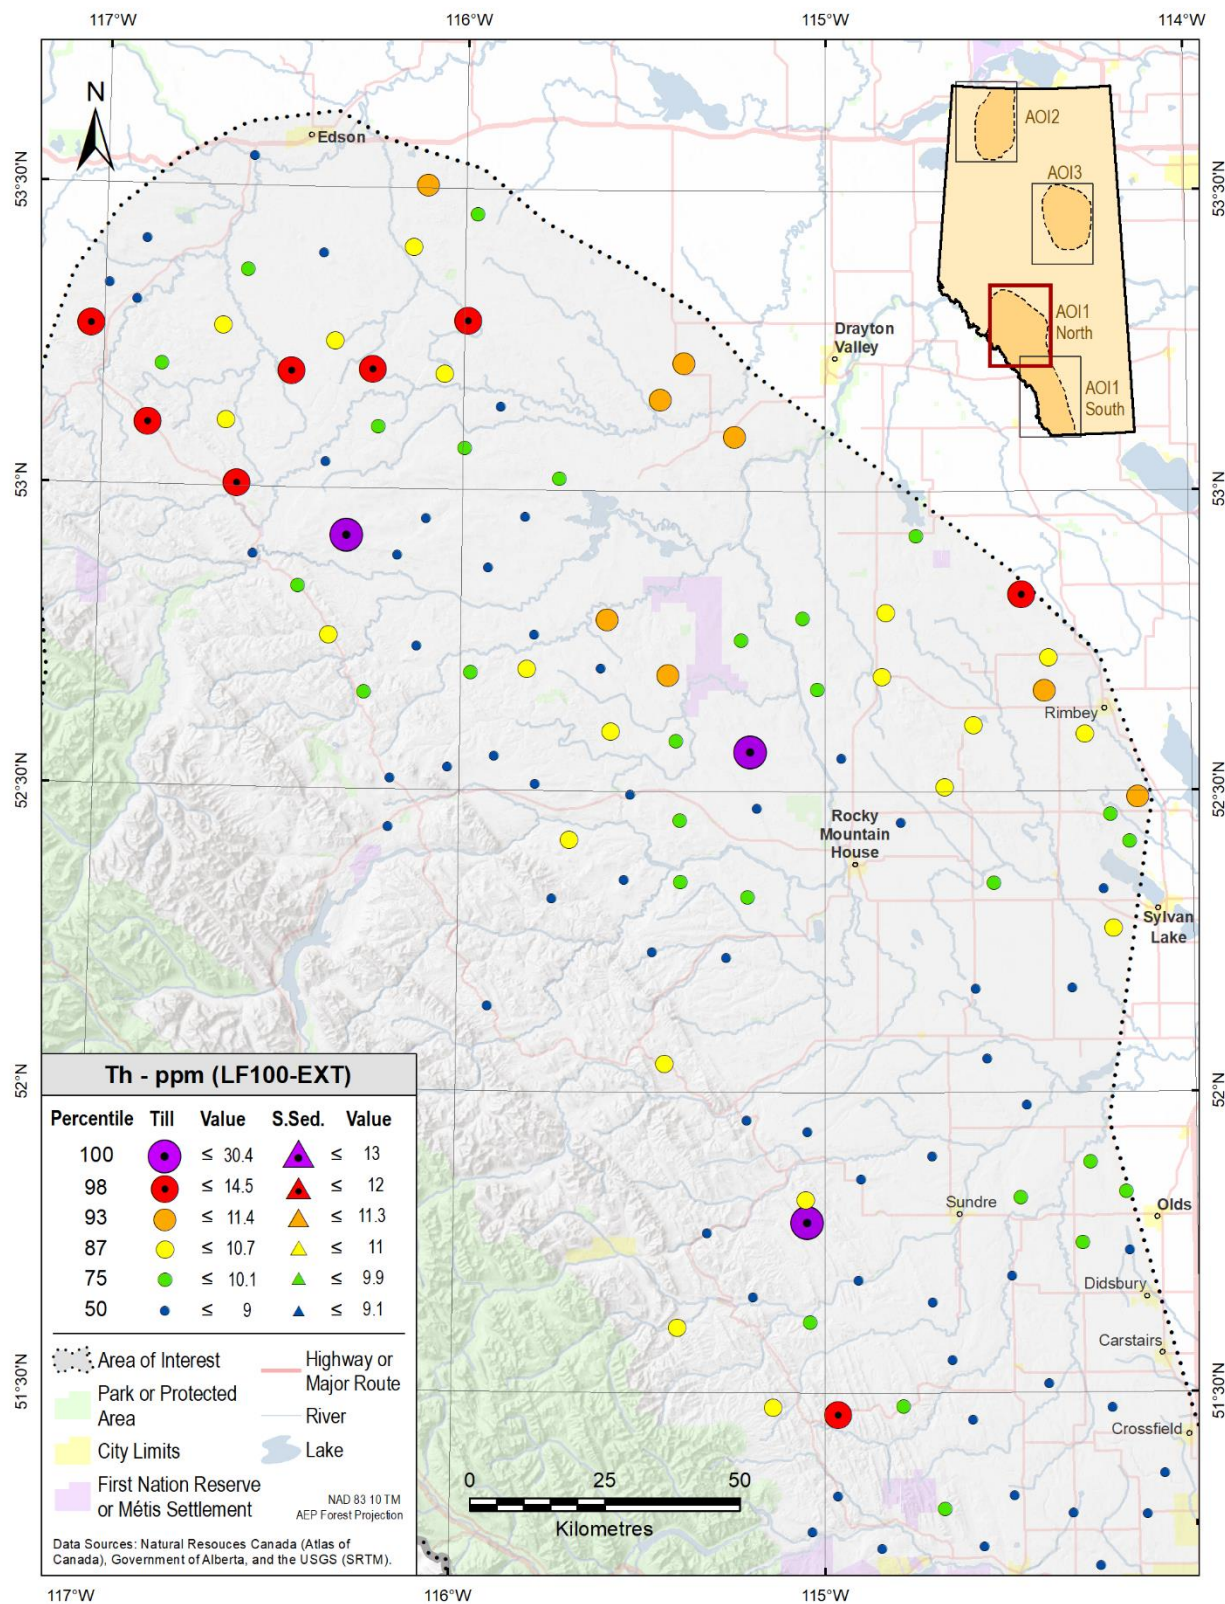 117°W 116°W 115°W 114°W
N
Edson
AOI2
AOI3
AOI1
North
AOI1
South
53°30'N 53°30'N
Drayton
Valley
53°N 53°N
Rimbey
52°30'N 52°30'N
Rocky
Mountain
House
Sylvan
Lake
52°N 52°N
Sundre
Olds
Didsbury
Carstairs
51°30'N 51°30'N
Crossfield
Th - ppm (LF100-EXT)
Percentile Till Value S.Sed. Value
100 ≤ 30.4 ≤ 13
98 ≤ 14.5 ≤ 12
93 ≤ 11.4 ≤ 11.3
87 ≤ 10.7 ≤ 11
75 ≤ 10.1 ≤ 9.9
50 ≤ 9 ≤ 9.1
Area of Interest
Park or Protected
Area
City Limits
First Nation Reserve
or Métis Settlement
Highway or
Major Route
River
Lake
NAD 83 10 TM
AEP Forest Projection
Data Sources: Natural Resouces Canada (Atlas of
Canada), Government of Alberta, and the USGS (SRTM).
0 25 50
Kilometres
117°W 116°W 115°W